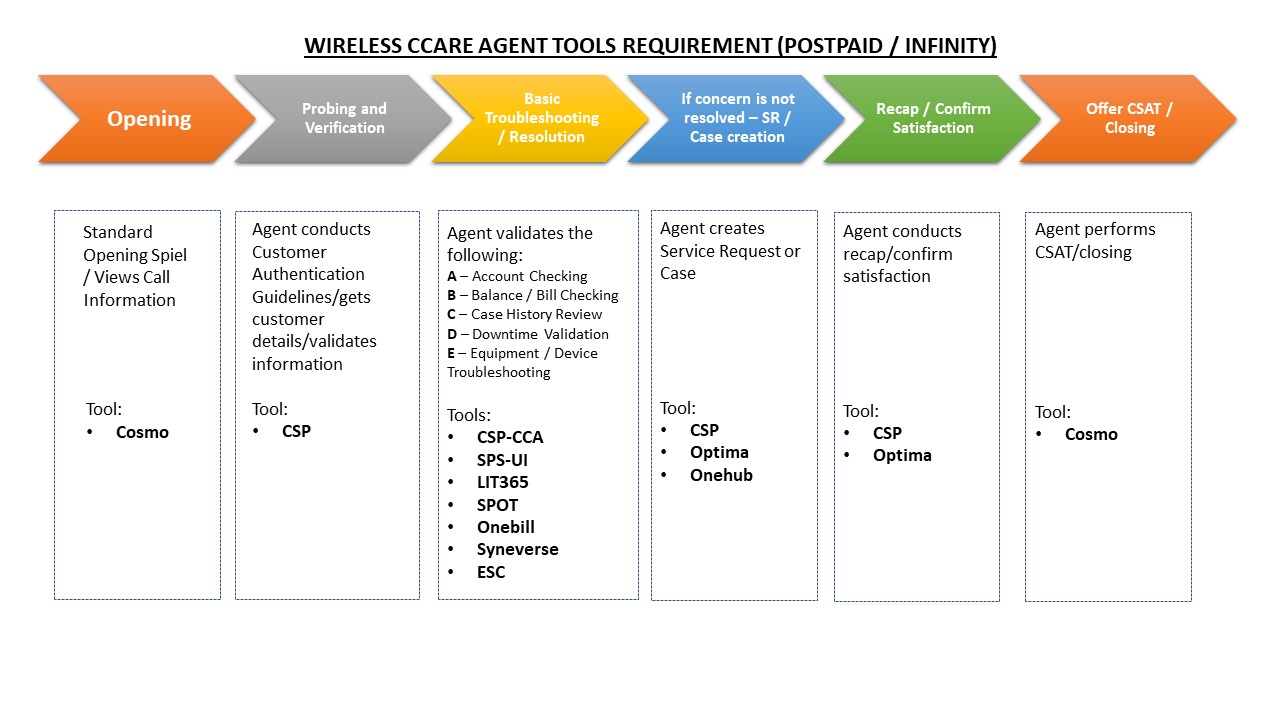 WIRELESS CCARE AGENT TOOLS REQUIREMENT (POSTPAID / INFINITY)
Opening
Probing and
Verification
Basic
Troubleshooting
/ Resolution
If concern is not
resolved – SR /
Case creation
Recap / Confirm
Satisfaction
Offer CSAT /
Closing
Standard
Opening Spiel
/ Views Call
Information
Tool:
• Cosmo
Agent conducts
Customer
Authentication
Guidelines/gets
customer
details/validates
information
Tool:
• CSP
Agent validates the
following:
A – Account Checking
B – Balance / Bill Checking
C – Case History Review
D – Downtime Validation
E – Equipment / Device
Troubleshooting
Tools:
• CSP-CCA
• SPS-UI
• LIT365
• SPOT
• Onebill
• Syneverse
• ESC
Agent creates
Service Request or
Case
Tool:
• CSP
• Optima
• Onehub
Agent conducts
recap/confirm
satisfaction
Tool:
• CSP
• Optima
Agent performs
CSAT/closing
Tool:
• Cosmo